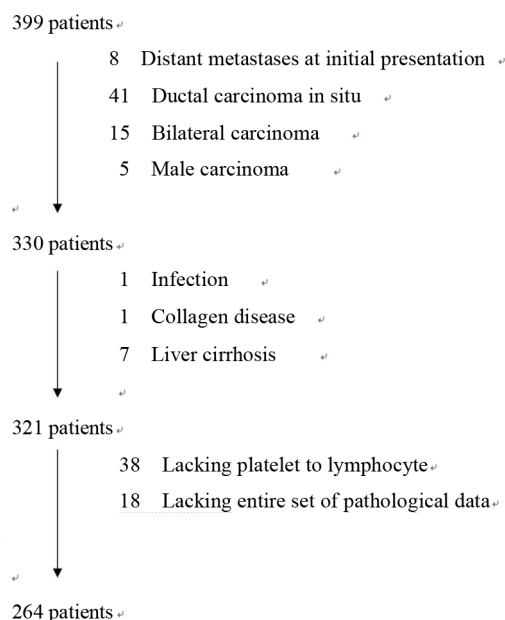 399 patients
8 Distant metastases at initial presentation
41 Ductal carcinoma in situ
15 Bilateral carcinoma
5 Male carcinoma
330 patients
1 Infection
1 Collagen disease
7 Liver cirrhosis
321 patients
38 Lacking platelet to lymphocyte
18 Lacking entire set of pathological data
264 patients